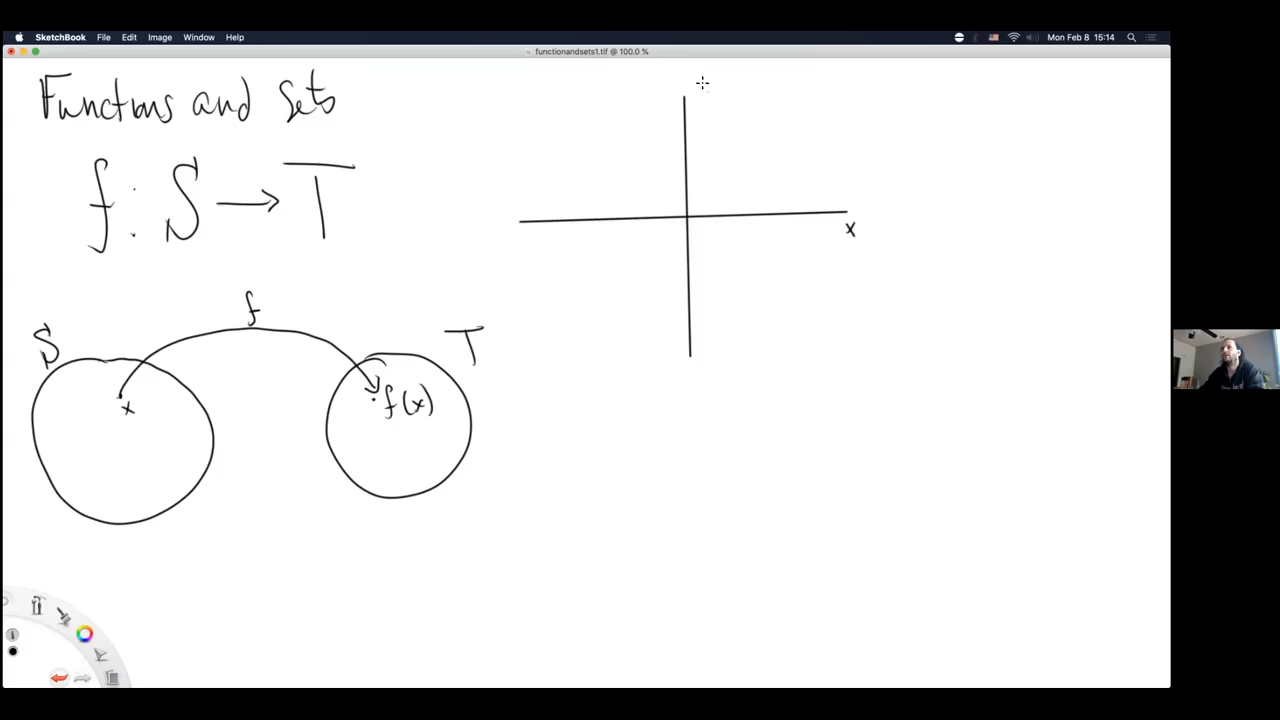 SketchBook File Edit Image Window Help Mon Feb 8 15:14
functionandsets1.tif @ 100.0 %
Functions and Sets
f: S → T
f
S
T
x
f(x)
x